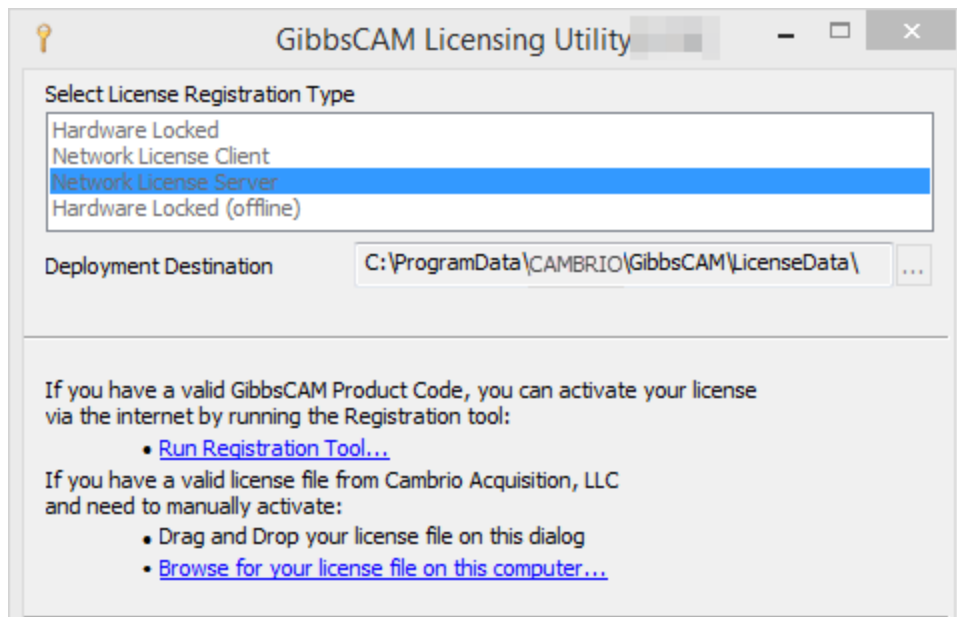 GibbsCAM Licensing Utility
Select License Registration Type
Hardware Locked
Network License Client
Network License Server
Hardware Locked (offline)
Deployment Destination C:\ProgramData\CAMBRIO\GibbsCAM\LicenseData\ ...
If you have a valid GibbsCAM Product Code, you can activate your license
via the internet by running the Registration tool:
• Run Registration Tool...
If you have a valid license file from Cambrio Acquisition, LLC
and need to manually activate:
• Drag and Drop your license file on this dialog
• Browse for your license file on this computer...